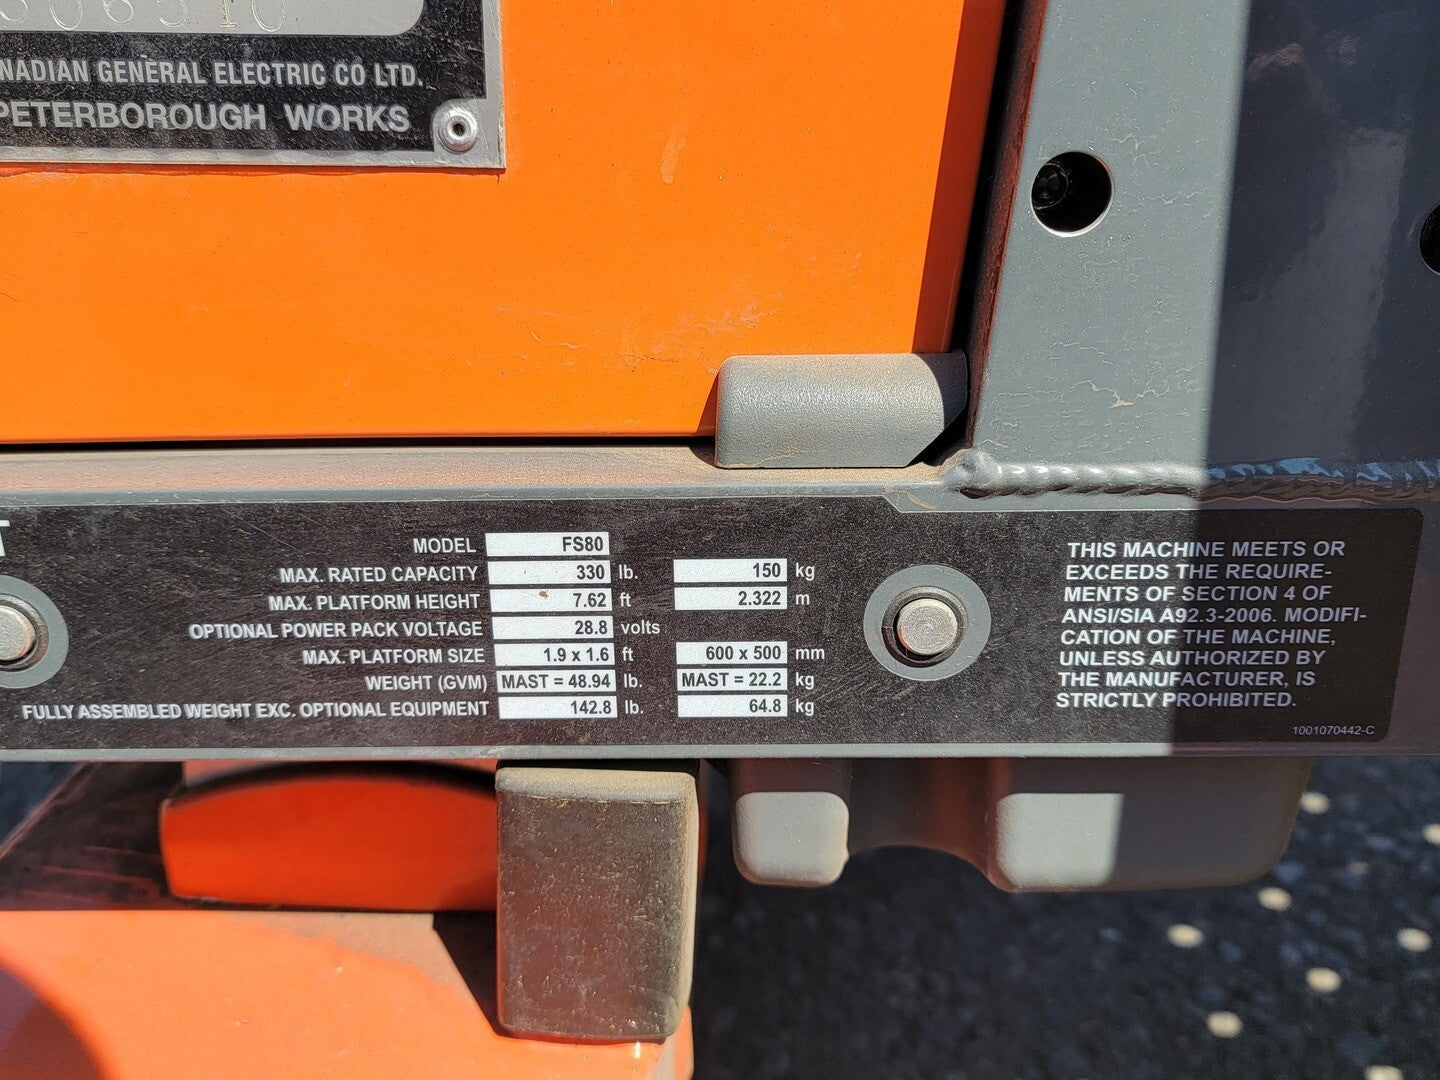 NADIAN GENERAL ELECTRIC CO LTD.
PETERBOROUGH WORKS
T
MODEL FS80
MAX. RATED CAPACITY 330 lb. 150 kg
MAX. PLATFORM HEIGHT 7.62 ft 2.322 m
OPTIONAL POWER PACK VOLTAGE 28.8 volts
MAX. PLATFORM SIZE 1.9 x 1.6 ft 600 x 500 mm
WEIGHT (GVM) MAST = 48.94 lb. MAST = 22.2 kg
FULLY ASSEMBLED WEIGHT EXC. OPTIONAL EQUIPMENT 142.8 lb. 64.8 kg
THIS MACHINE MEETS OR
EXCEEDS THE REQUIRE-
MENTS OF SECTION 4 OF
ANSI/SIA A92.3-2006. MODIFI-
CATION OF THE MACHINE,
UNLESS AUTHORIZED BY
THE MANUFACTURER, IS
STRICTLY PROHIBITED.
1001070442-C